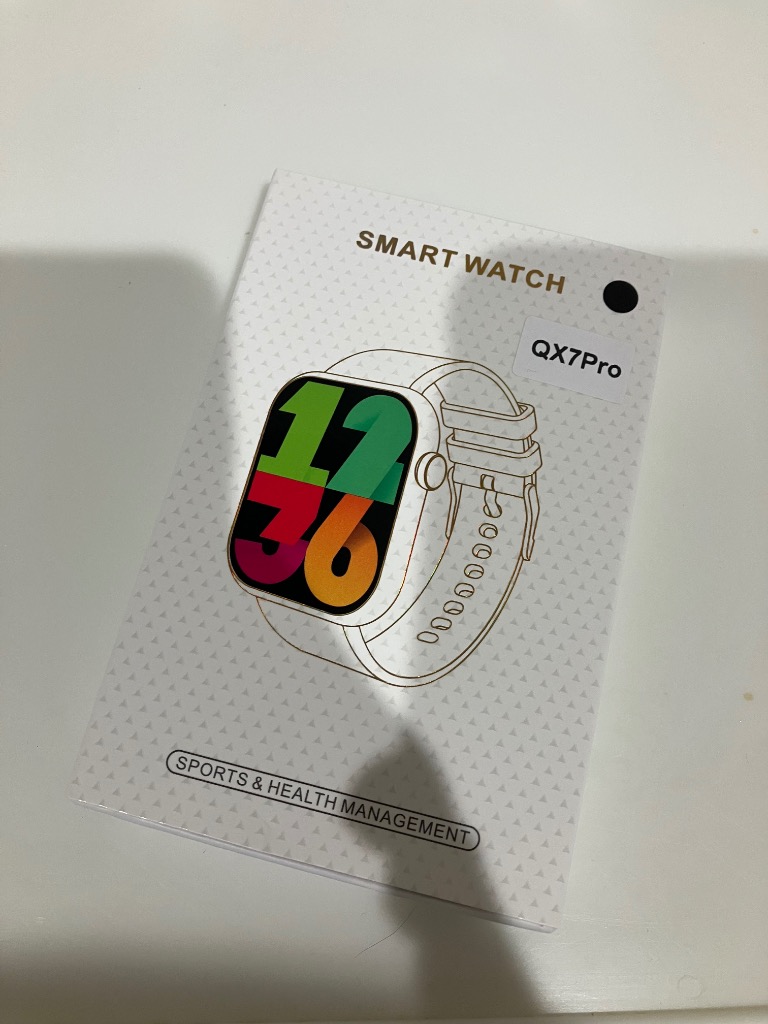 SMART WATCH
QX7Pro
12
36
SPORTS & HEALTH MANAGEMENT